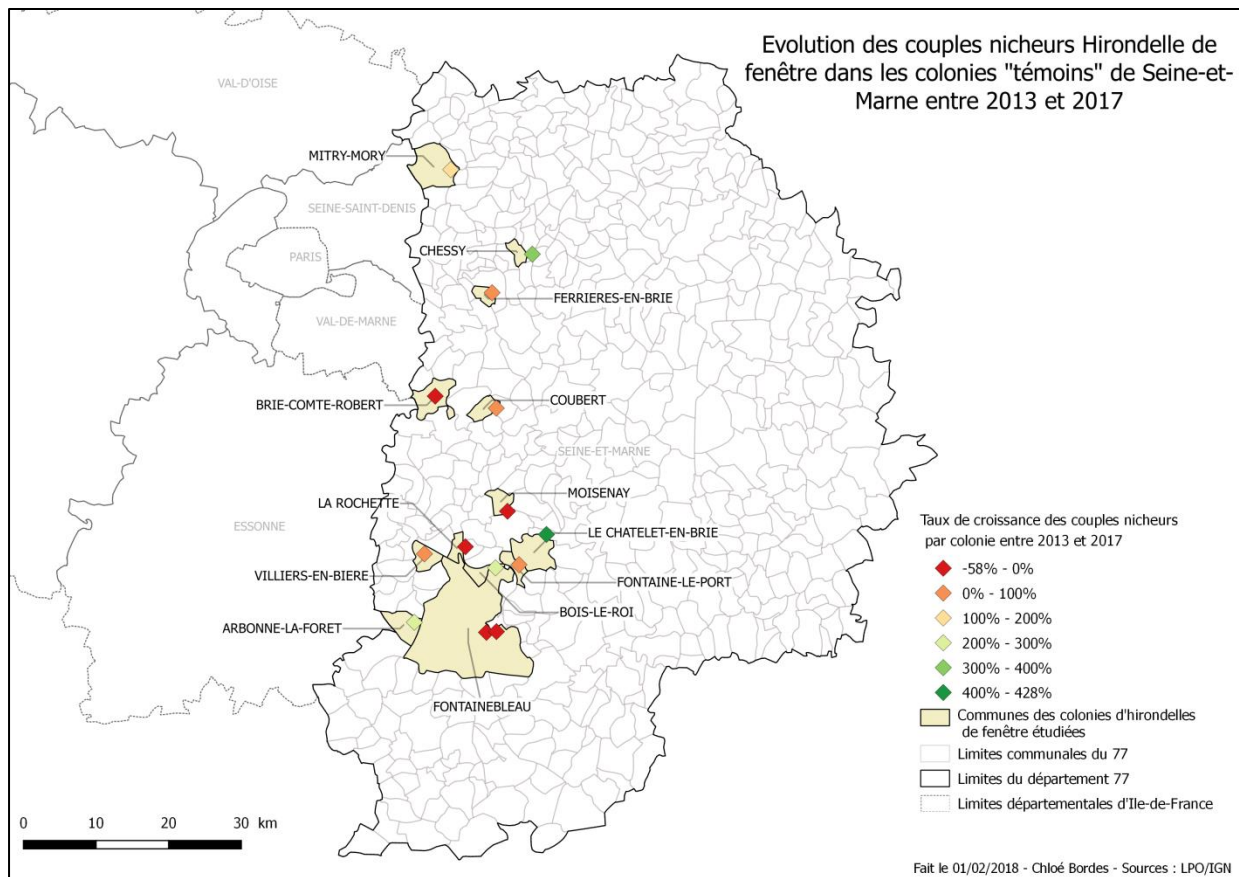 Evolution des couples nicheurs Hirondelle de
fenêtre dans les colonies "témoins" de Seine-et-
Marne entre 2013 et 2017
VAL-D'OISE
MITRY-MORY
SEINE-SAINT-DENIS
CHESSY
PARIS
FERRIERES-EN-BRIE
VAL-DE-MARNE
BRIE-COMTE-ROBERT
COUBERT
SEINE-ET-MARNE
MOISENAY
LA ROCHETTE
ESSONNE
LE CHATELET-EN-BRIE
VILLIERS-EN-BIERE
FONTAINE-LE-PORT
BOIS-LE-ROI
ARBONNE-LA-FORET
FONTAINEBLEAU
Taux de croissance des couples nicheurs
par colonie entre 2013 et 2017
-58% - 0%
0% - 100%
100% - 200%
200% - 300%
300% - 400%
400% - 428%
Communes des colonies d'hirondelles
de fenêtre étudiées
Limites communales du 77
Limites du département 77
Limites départementales d'Ile-de-France
0 10 20 30 km
Fait le 01/02/2018 - Chloé Bordes - Sources : LPO/IGN